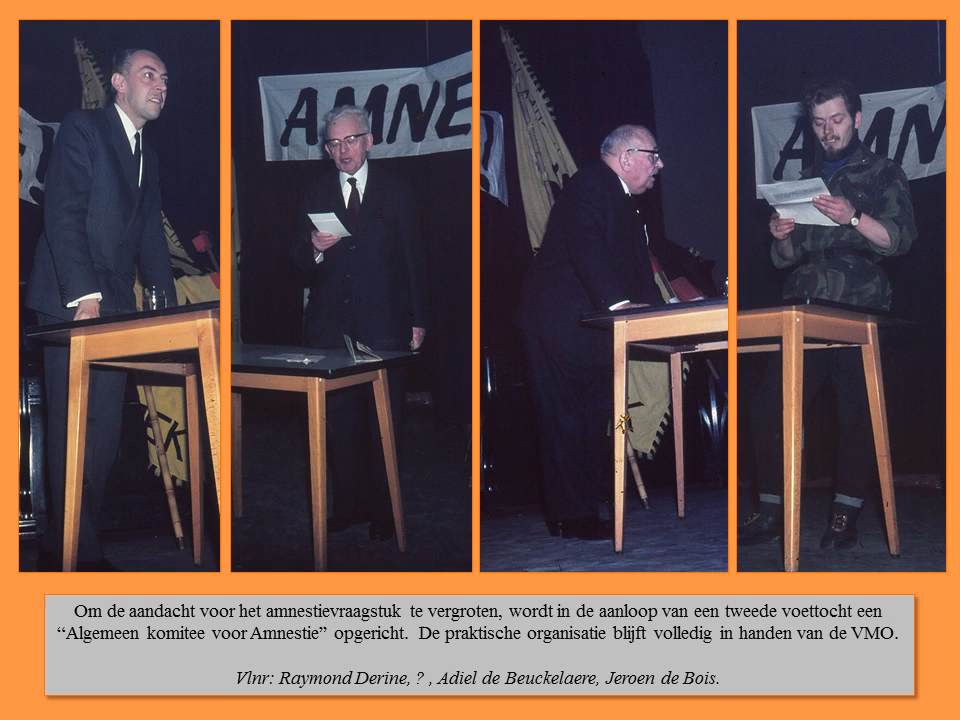 AMNE
AMN
SK
Om de aandacht voor het amnestievraagstuk te vergroten, wordt in de aanloop van een tweede voettocht een
“Algemeen komitee voor Amnestie” opgericht. De praktische organisatie blijft volledig in handen van de VMO.
Vlnr: Raymond Derine, ? , Adiel de Beuckelaere, Jeroen de Bois.